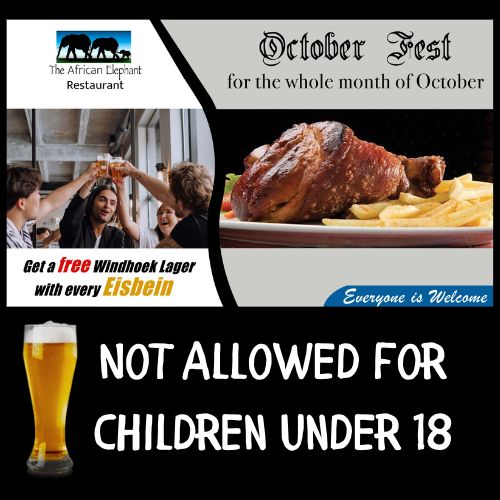 The African Elephant
Restaurant
October Fest
for the whole month of October
Get a free Windhoek Lager
with every Eisbein
Everyone is Welcome
NOT ALLOWED FOR
CHILDREN UNDER 18